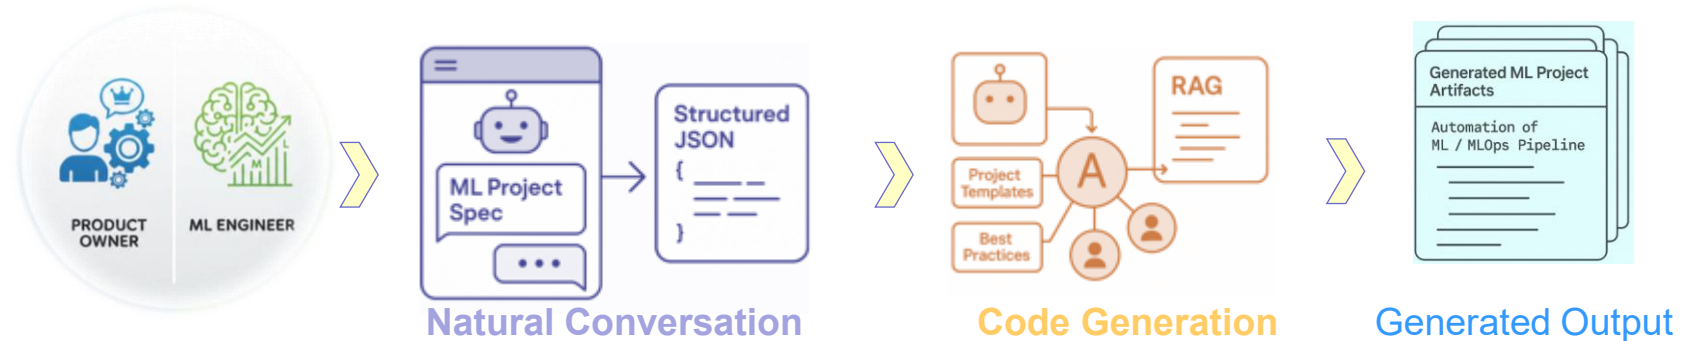 PRODUCT
OWNER
ML ENGINEER
M
L
ML Project
Spec
Structured
JSON
{
}
Natural Conversation
Project
Templates
Best
Practices
A
RAG
Code Generation
Generated ML Project
Artifacts
Automation of
ML / MLOps Pipeline
Generated Output